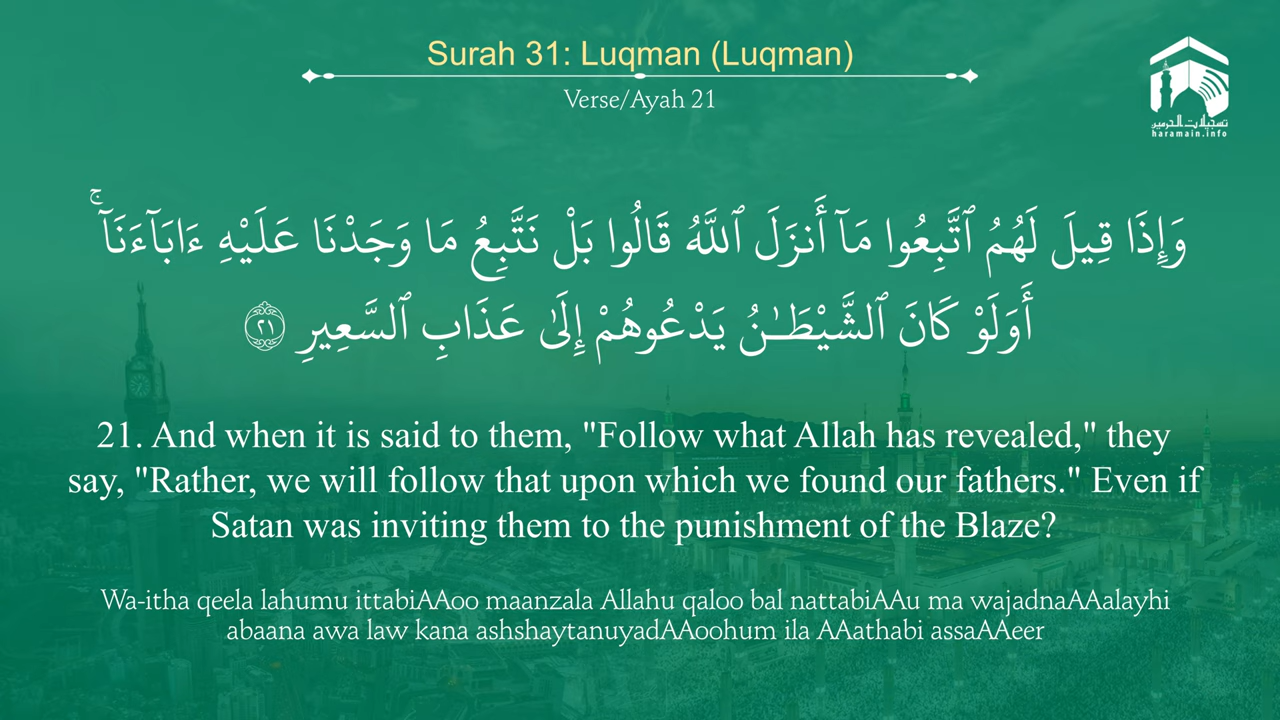 Surah 31: Luqman (Luqman)
Verse/Ayah 21
تسجيلات الحرمين
haramain.info
وَإِذَا قِيلَ لَهُمُ ٱتَّبِعُوا مَآ أَنزَلَ ٱللَّهُ قَالُوا بَلْ نَتَّبِعُ مَا وَجَدْنَا عَلَيْهِ ءَابَآءَنَآ ۚ
أَوَلَوْ كَانَ ٱلشَّيْطَـٰنُ يَدْعُوهُمْ إِلَىٰ عَذَابِ ٱلسَّعِيرِ ٢١
21. And when it is said to them, "Follow what Allah has revealed," they
say, "Rather, we will follow that upon which we found our fathers." Even if
Satan was inviting them to the punishment of the Blaze?
Wa-itha qeela lahumu ittabiAAoo maanzala Allahu qaloo bal nattabiAAu ma wajadnaAAalayhi
abaana awa law kana ashshaytanuyadAAoohum ila AAathabi assaAAeer